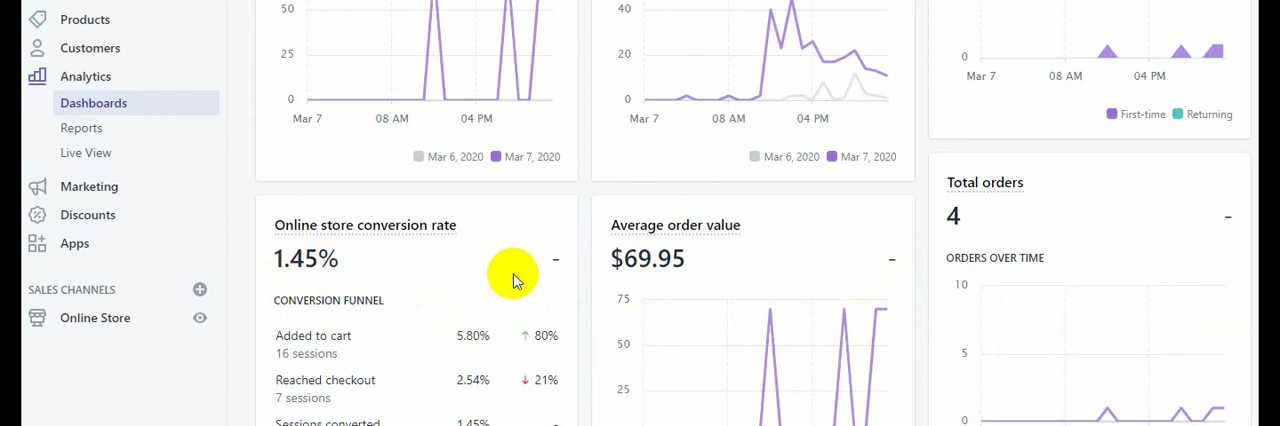 Products
Customers
Analytics
Dashboards
Reports
Live View
Marketing
Discounts
Apps
SALES CHANNELS
Online Store
50
25
0
Mar 7 08 AM 04 PM
Mar 6, 2020 Mar 7, 2020
Online store conversion rate
1.45% -
CONVERSION FUNNEL
Added to cart 5.80% ↑ 80%
16 sessions
Reached checkout 2.54% ↓ 21%
7 sessions
Sessions converted 1.45% -
40
20
0
Mar 7 08 AM 04 PM
Mar 6, 2020 Mar 7, 2020
Average order value
$69.95 -
75
50
25
0
Mar 7 08 AM 04 PM
First-time Returning
Total orders
4 -
ORDERS OVER TIME
10
5
0